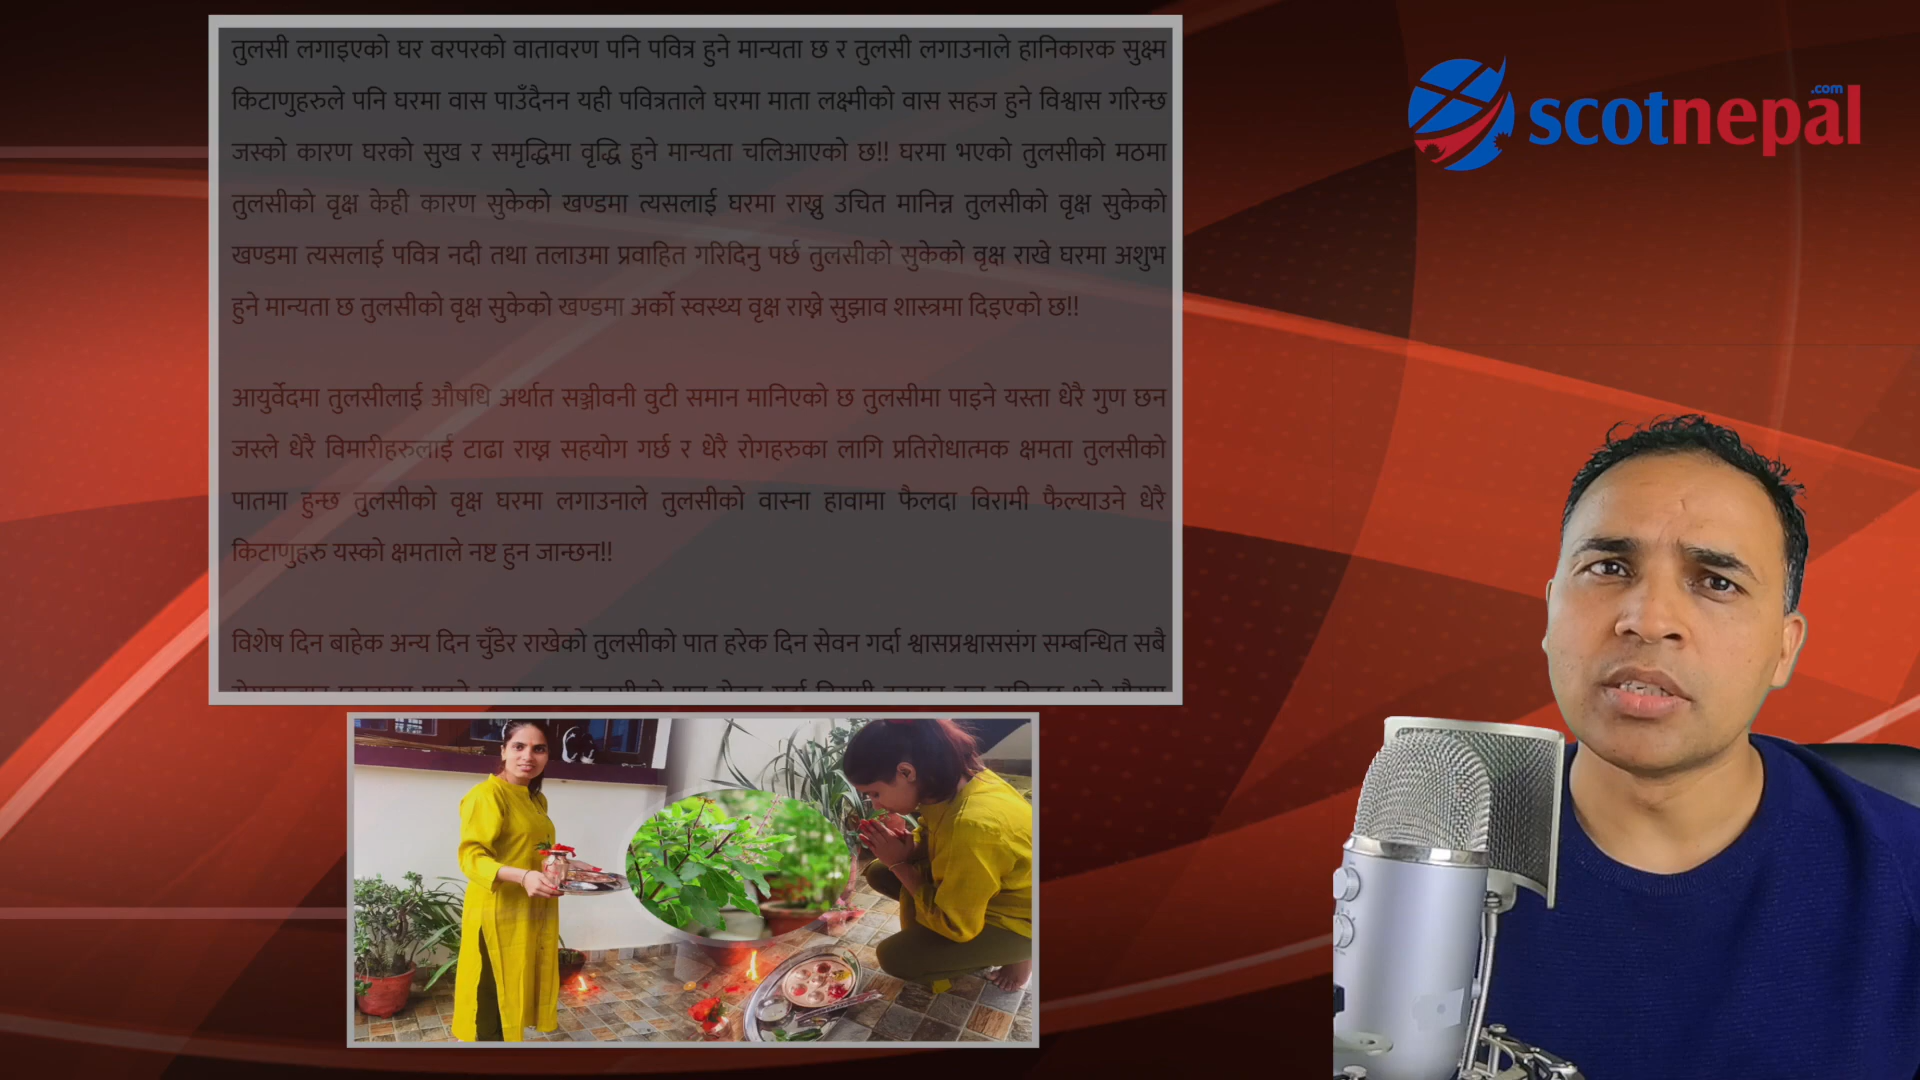 तुलसी लगाइएको घर वरपरको वातावरण पनि पवित्र हुने मान्यता छ र तुलसी लगाउनाले हानिकारक सुक्ष्म
किटाणुहरुले पनि घरमा वास पाउँदैनन यही पवित्रताले घरमा माता लक्ष्मीको वास सहज हुने विश्वास गरिन्छ
जस्को कारण घरको सुख र समृद्धिमा वृद्धि हुने मान्यता चलिआएको छ!! घरमा भएको तुलसीको मठमा
तुलसीको वृक्ष केही कारण सुकेको खण्डमा त्यसलाई घरमा राख्नु उचित मानिन्न तुलसीको वृक्ष सुकेको
खण्डमा त्यसलाई पवित्र नदी तथा तलाउमा प्रवाहित गरिदिनु पर्छ तुलसीको सुकेको वृक्ष राखे घरमा अशुभ
हुने मान्यता छ तुलसीको वृक्ष सुकेको खण्डमा अर्को स्वस्थ्य वृक्ष राख्ने सुझाव शास्त्रमा दिइएको छ!!
आयुर्वेदमा तुलसीलाई औषधि अर्थात सञ्जीवनी वुटी समान मानिएको छ तुलसीमा पाइने यस्ता धेरै गुण छन
जस्ले धेरै विमारीहरुलाई टाढा राख्न सहयोग गर्छ र धेरै रोगहरुका लागि प्रतिरोधात्मक क्षमता तुलसीको
पातमा हुन्छ तुलसीको वृक्ष घरमा लगाउनाले तुलसीको वास्ना हावामा फैलदा विरामी फैल्याउने धेरै
किटाणुहरु यस्को क्षमताले नष्ट हुन जान्छन!!
विशेष दिन बाहेक अन्य दिन चुँडेर राखेको तुलसीको पात हरेक दिन सेवन गर्दा श्वासप्रश्वाससंग सम्बन्धित सबै
scotnepal.com